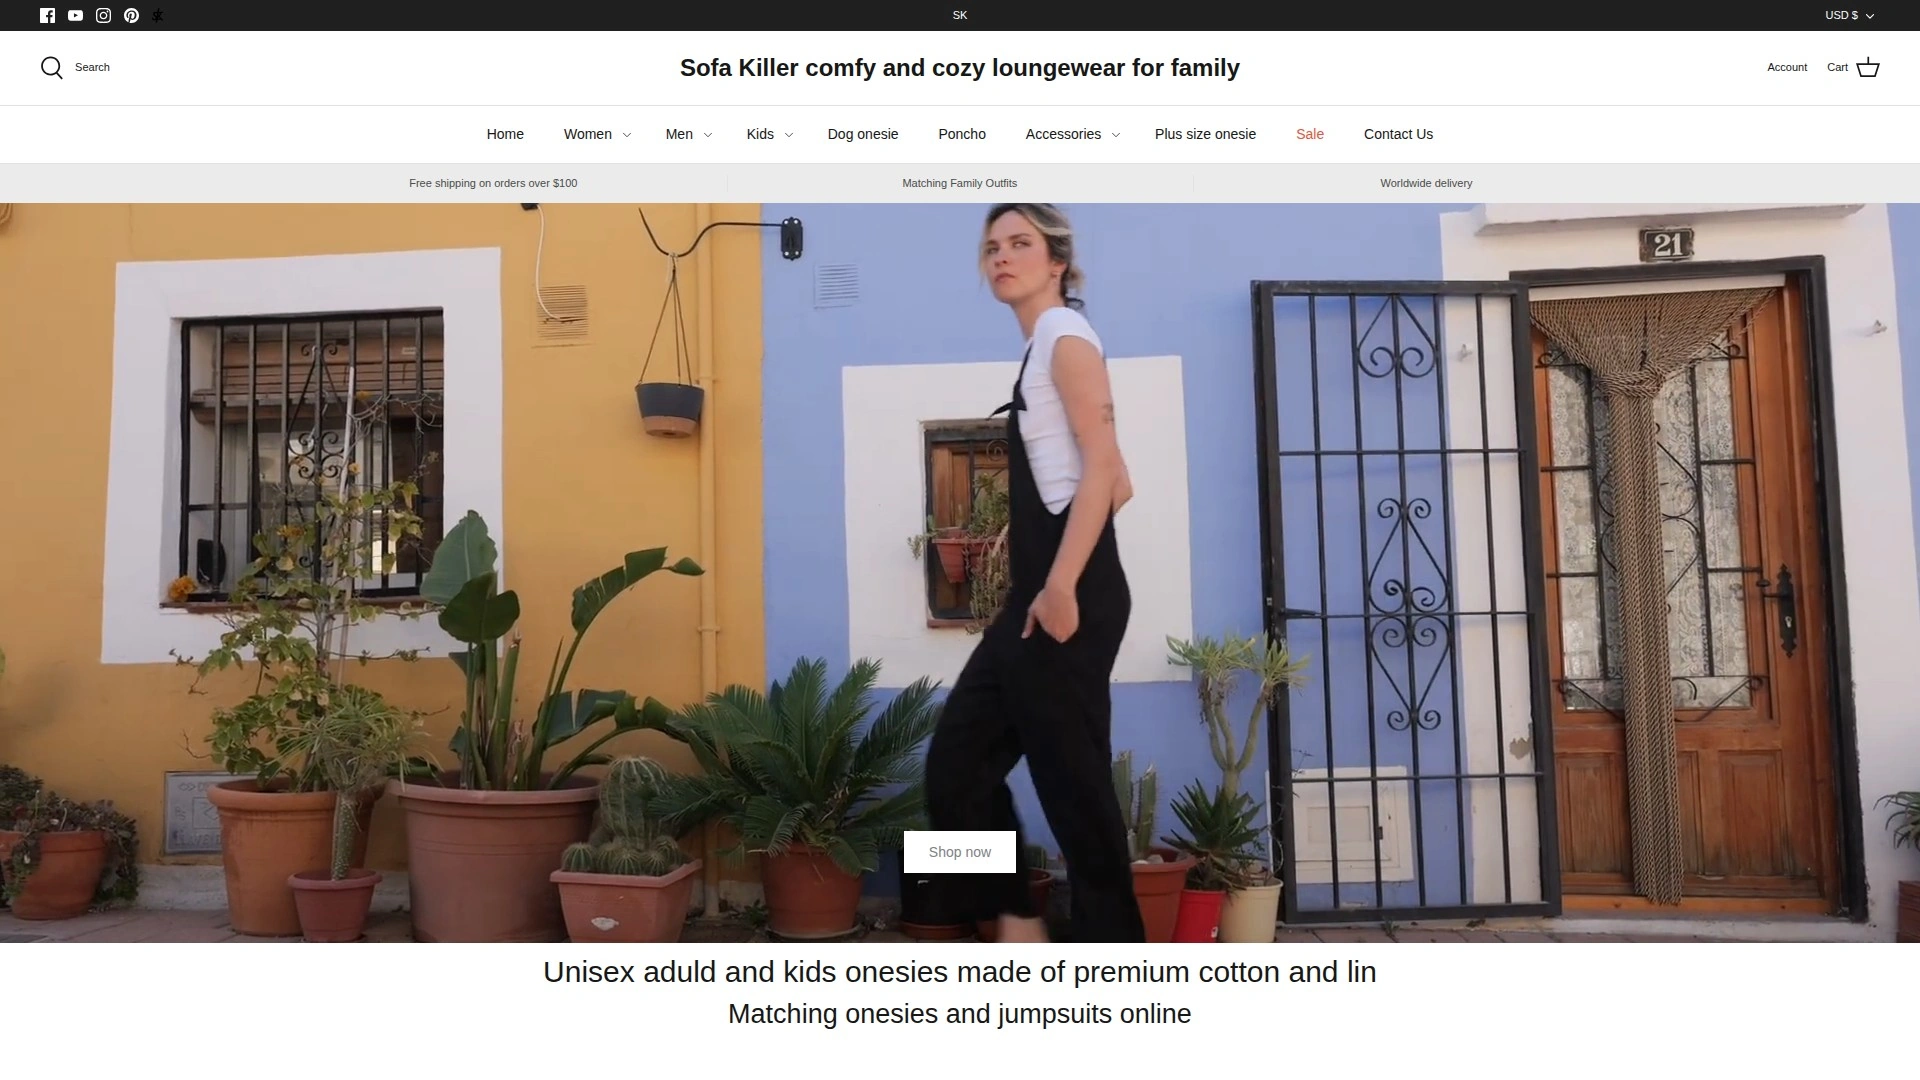 SK
USD $
Search
Sofa Killer comfy and cozy loungewear for family
Account
Cart
Home
Women
Men
Kids
Dog onesie
Poncho
Accessories
Plus size onesie
Sale
Contact Us
Free shipping on orders over $100
Matching Family Outfits
Worldwide delivery
21
Shop now
Unisex aduld and kids onesies made of premium cotton and lin
Matching onesies and jumpsuits online